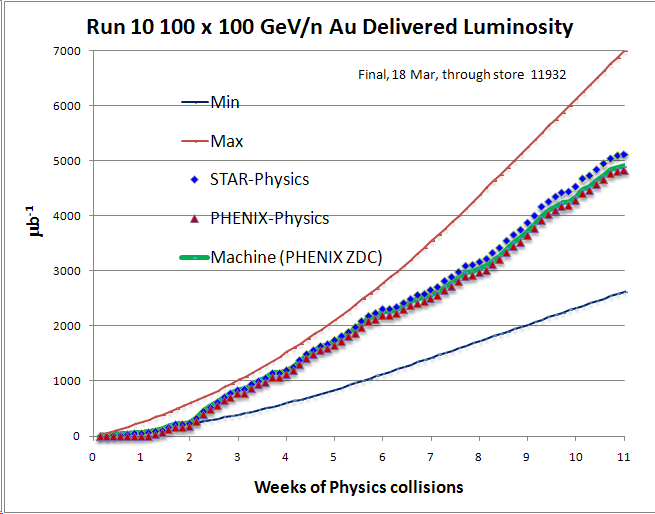 Run 10 100 x 100 GeV/n Au Delivered Luminosity
7000
Final, 18 Mar, through store 11932
6000
Min
Max
5000
STAR-Physics
PHENIX-Physics
4000
μb⁻¹
Machine (PHENIX ZDC)
3000
2000
1000
0
0 1 2 3 4 5 6 7 8 9 10 11
Weeks of Physics collisions